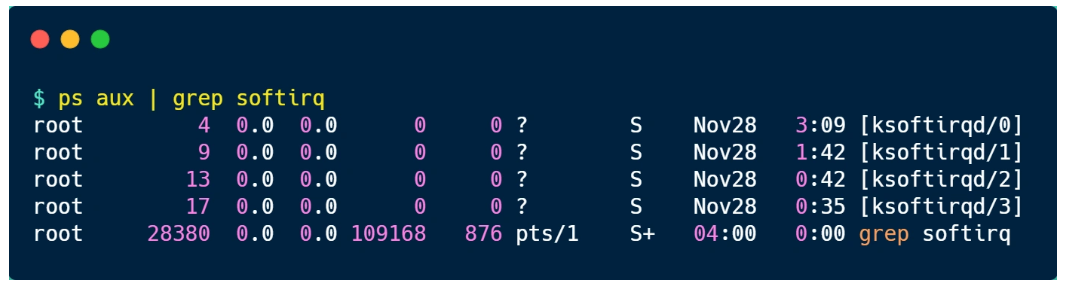 $ ps aux | grep softirq
root         4  0.0  0.0      0     0 ?        S    Nov28   3:09 [ksoftirqd/0]
root         9  0.0  0.0      0     0 ?        S    Nov28   1:42 [ksoftirqd/1]
root        13  0.0  0.0      0     0 ?        S    Nov28   0:42 [ksoftirqd/2]
root        17  0.0  0.0      0     0 ?        S    Nov28   0:35 [ksoftirqd/3]
root     28380  0.0  0.0 109168   876 pts/1    S+   04:00   0:00 grep softirq